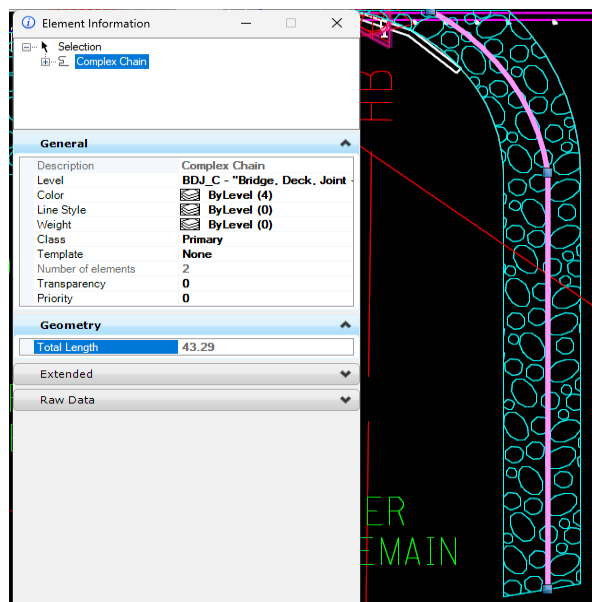 Element Information
Selection
Complex Chain
General
Description Complex Chain
Level BDJ_C - "Bridge, Deck, Joint -
Color ByLevel (4)
Line Style ByLevel (0)
Weight ByLevel (0)
Class Primary
Template None
Number of elements 2
Transparency 0
Priority 0
Geometry
Total Length 43.29
Extended
Raw Data
ER
EMAIN